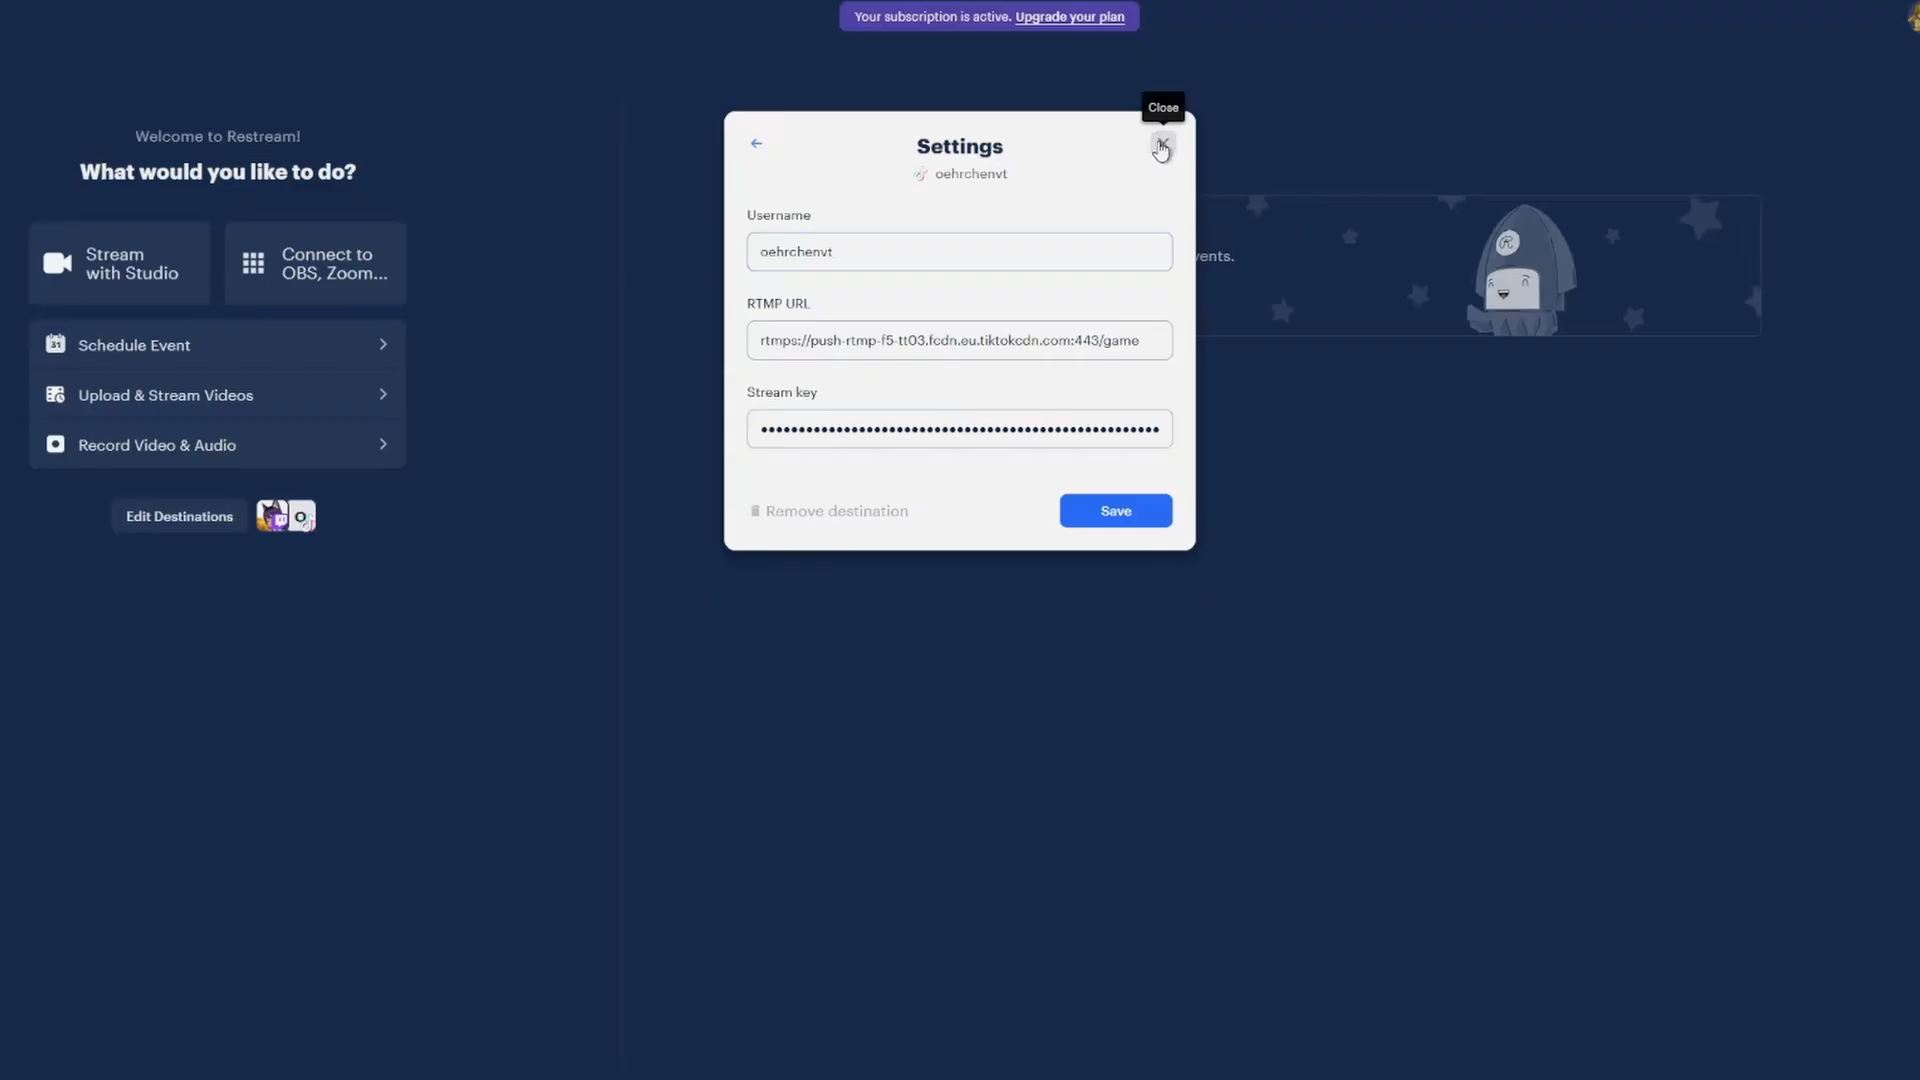 Your subscription is active. Upgrade your plan
Welcome to Restream!
What would you like to do?
Stream
with Studio
Connect to
OBS, Zoom...
31
Schedule Event
Upload & Stream Videos
Record Video & Audio
Edit Destinations
O
Close
Settings
oehrchenvt
Username
oehrchenvt
RTMP URL
rtmps://push-rtmp-f5-tt03.fcdn.eu.tiktokcdn.com:443/game
Stream key
Remove destination
Save
vents.
R